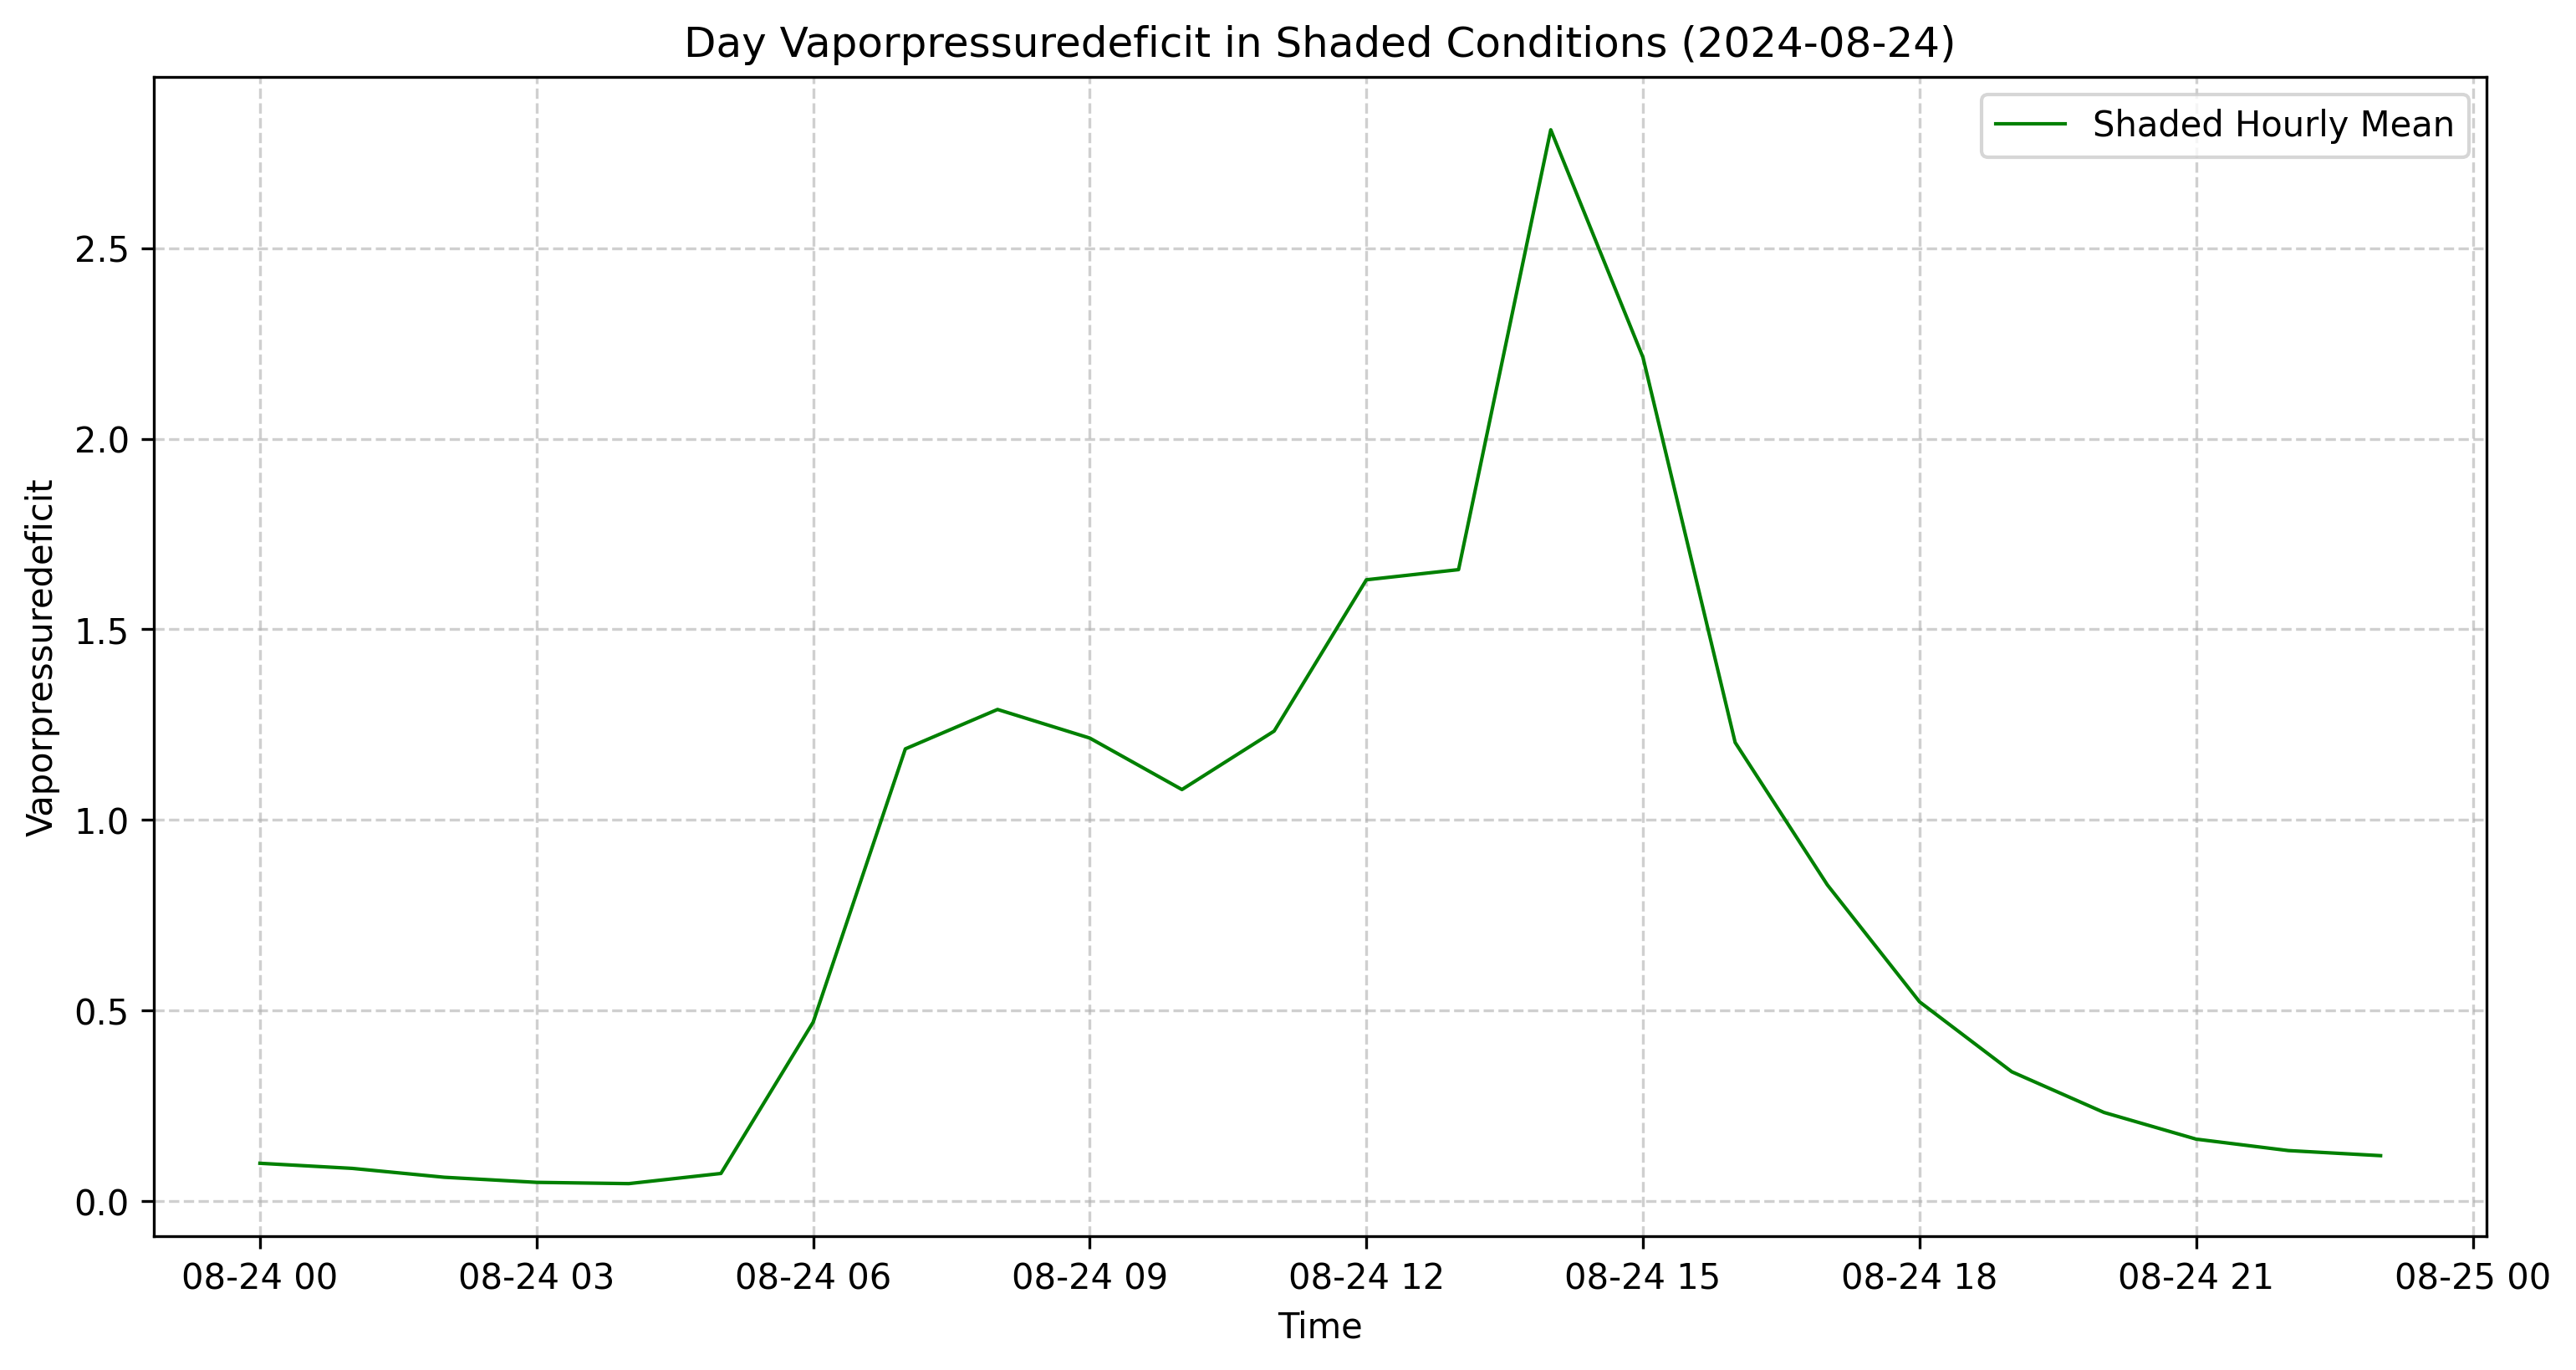 Day Vaporpressuredeficit in Shaded Conditions (2024-08-24)
Shaded Hourly Mean
Vaporpressuredeficit
2.5
2.0
1.5
1.0
0.5
0.0
08-24 00 08-24 03 08-24 06 08-24 09 08-24 12 08-24 15 08-24 18 08-24 21 08-25 00
Time